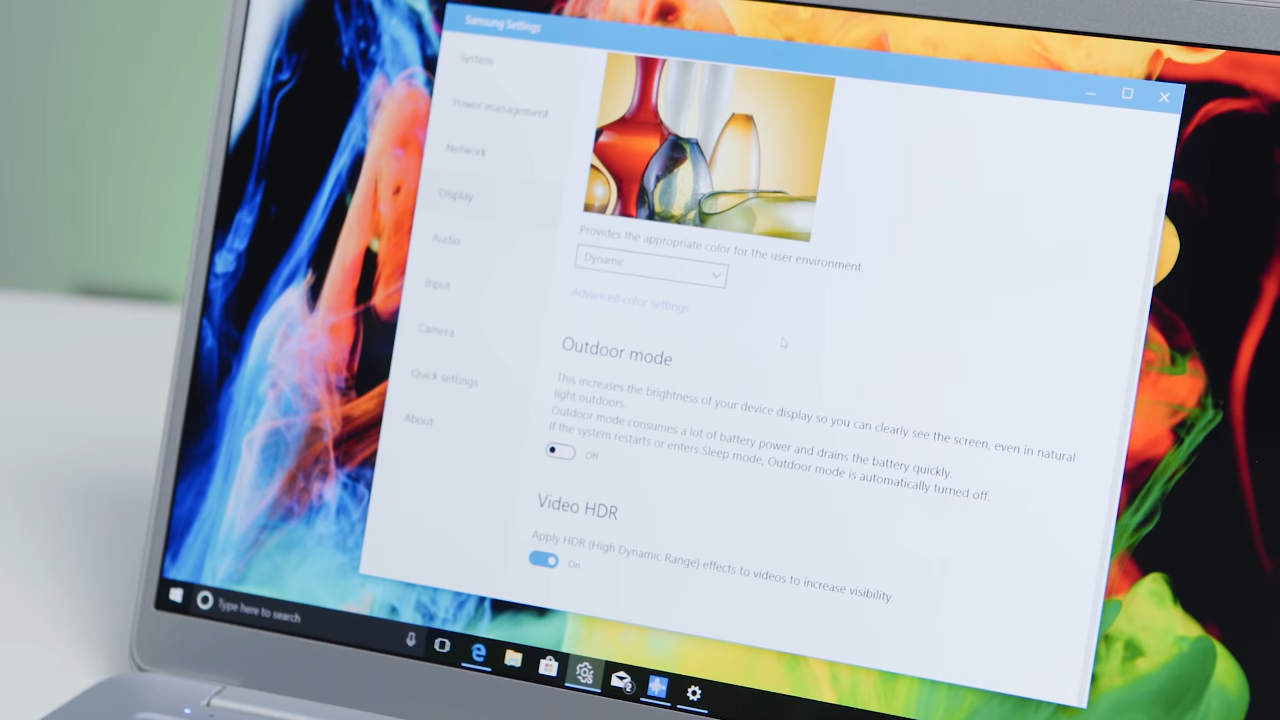 Samsung Settings
System
Power management
Network
Display
Audio
Input
Camera
Quick settings
About
Provides the appropriate color for the user environment.
Dynamic
Advanced color settings
Outdoor mode
This increases the brightness of your device display so you can clearly see the screen, even in natural
light outdoors.
Outdoor mode consumes a lot of battery power and drains the battery quickly.
If the system restarts or enters Sleep mode, Outdoor mode is automatically turned off.
Off
Video HDR
Apply HDR (High Dynamic Range) effects to videos to increase visibility.
On
Type here to search
2